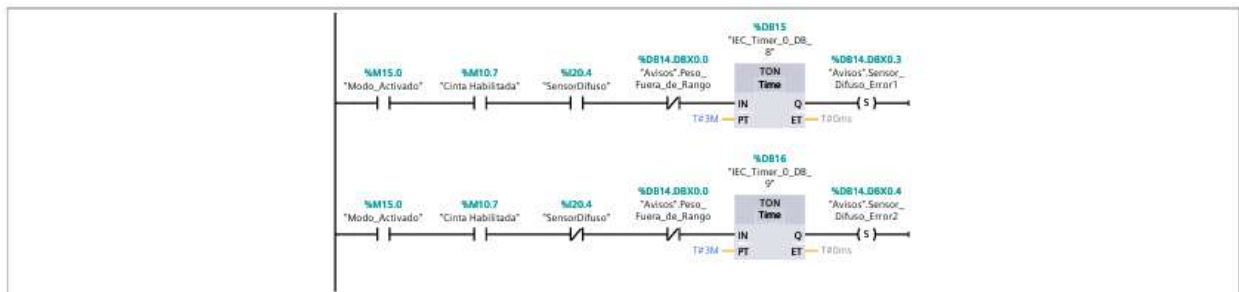 %DB15
"IEC_Timer_0_DB_
8"
%M15.0
"Modo_Activado"
%M10.7
"Cinta Habilitada"
%I20.4
"SensorDifuso"
%DB14.DBX0.0
"Avisos".Peso_
Fuera_de_Rango
TON
Time
%DB14.DBX0.3
"Avisos".Sensor_
Difuso_Error1
IN
Q
S
T#3M
PT
ET
T#0ms
%DB16
"IEC_Timer_0_DB_
9"
%M15.0
"Modo_Activado"
%M10.7
"Cinta Habilitada"
%I20.4
"SensorDifuso"
%DB14.DBX0.0
"Avisos".Peso_
Fuera_de_Rango
TON
Time
%DB14.DBX0.4
"Avisos".Sensor_
Difuso_Error2
IN
Q
S
T#3M
PT
ET
T#0ms